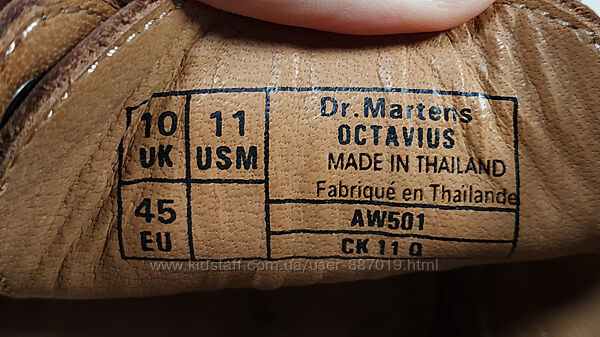 10 UK
11 USM
45 EU
Dr.Martens
OCTAVIUS
MADE IN THAILAND
Fabriqué en Thaïlande
AW501
CK 11 Q
www.kidstaff.com.ua/user-887019.html